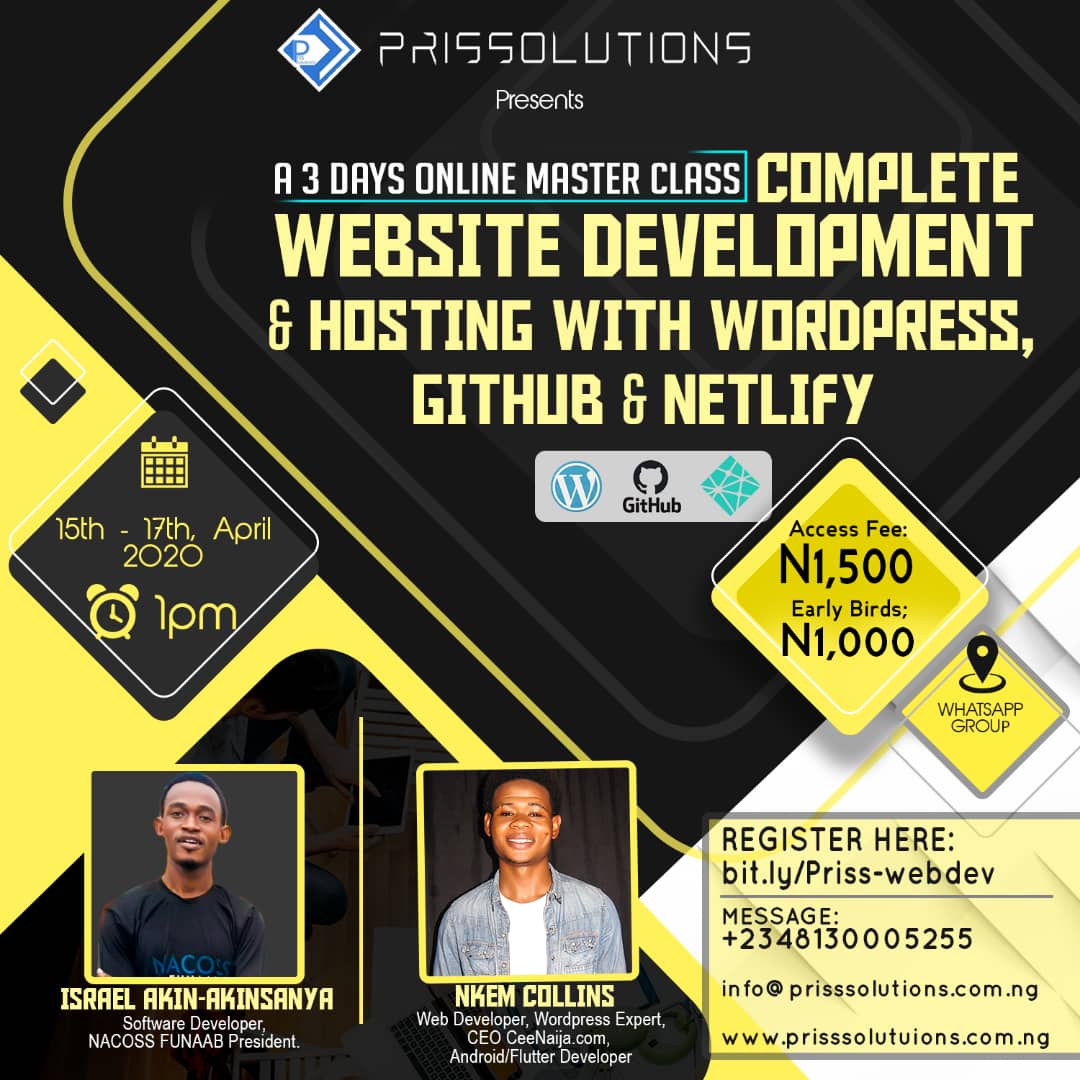 PRISSOLUTIONS
Presents
A 3 DAYS ONLINE MASTER CLASS COMPLETE
WEBSITE DEVELOPMENT
& HOSTING WITH WORDPRESS,
GITHUB & NETLIFY
GitHub
15th - 17th, April
2020
1pm
Access Fee:
N1,500
Early Birds;
N1,000
WHATSAPP
GROUP
NACOSS
ISRAEL AKIN-AKINSANYA
Software Developer,
NACOSS FUNAAB President.
NKEM COLLINS
Web Developer, Wordpress Expert,
CEO CeeNaija.com,
Android/Flutter Developer
REGISTER HERE:
bit.ly/Priss-webdev
MESSAGE:
+2348130005255
info@prisssolutions.com.ng
www.prisssolutuions.com.ng